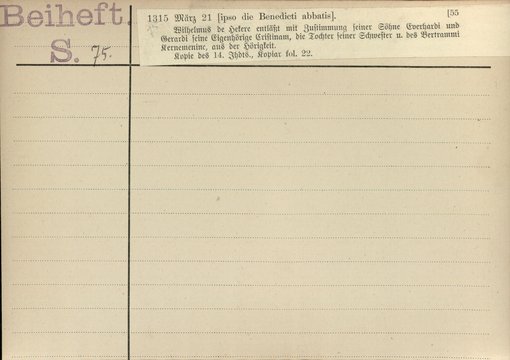 Beiheft.
S. 75.
1315 März 21 [ipso die Benedicti abbatis]. [55
Wilhelmus de Hekere entläßt mit Zustimmung seiner Söhne Everhardi und
Gerardi seine Eigenhörige Cristinam, die Tochter seiner Schwester u. des Bertrammi
Kernemeninc, aus der Hörigkeit.
Kopie des 14. Jhdts., Kopiar fol. 22.